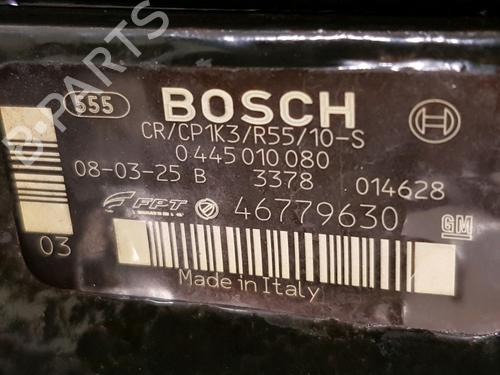 B-PARTS
555 BOSCH
CR/CP1K3/R55/10-S
0 445 010 080
08-03-25 B 3378 014628
FPT 46779630 GM
03
Made in Italy